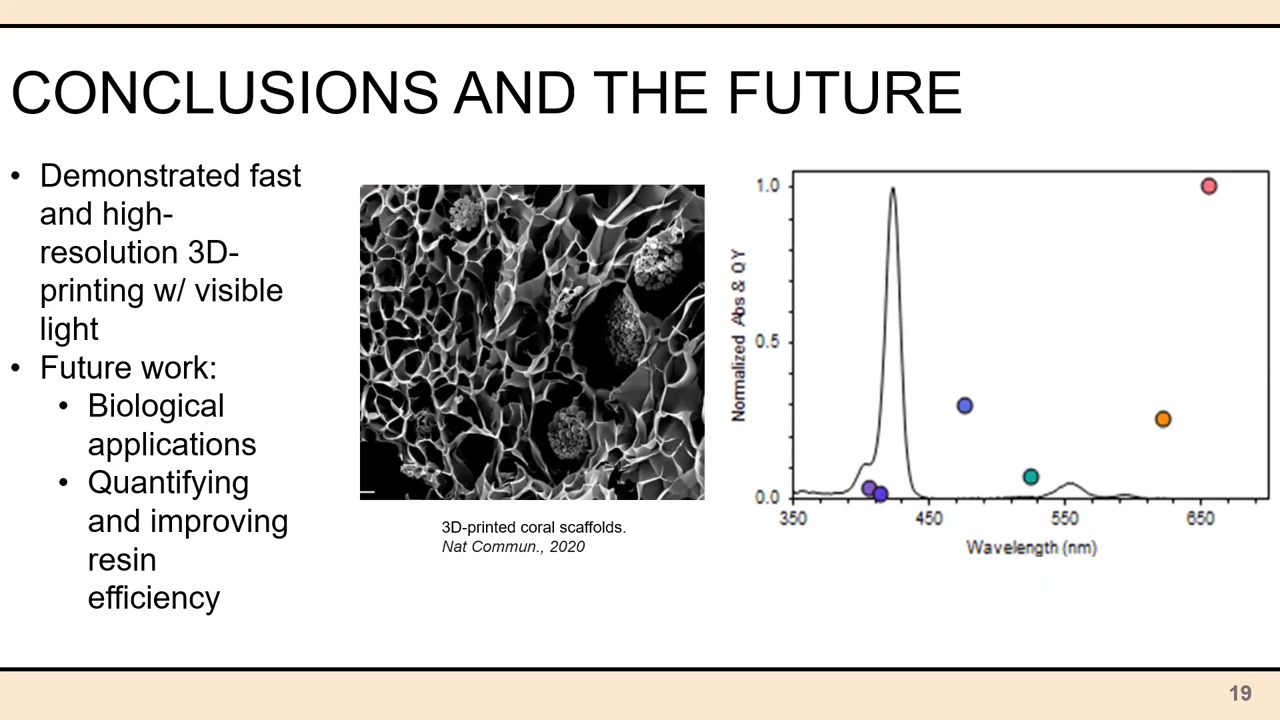 CONCLUSIONS AND THE FUTURE
• Demonstrated fast
and high-
resolution 3D-
printing w/ visible
light
• Future work:
• Biological
applications
• Quantifying
and improving
resin
efficiency
3D-printed coral scaffolds.
Nat Commun., 2020
Normalized Abs & QY
1.0
0.5
0.0
350
450
550
650
Wavelength (nm)
19